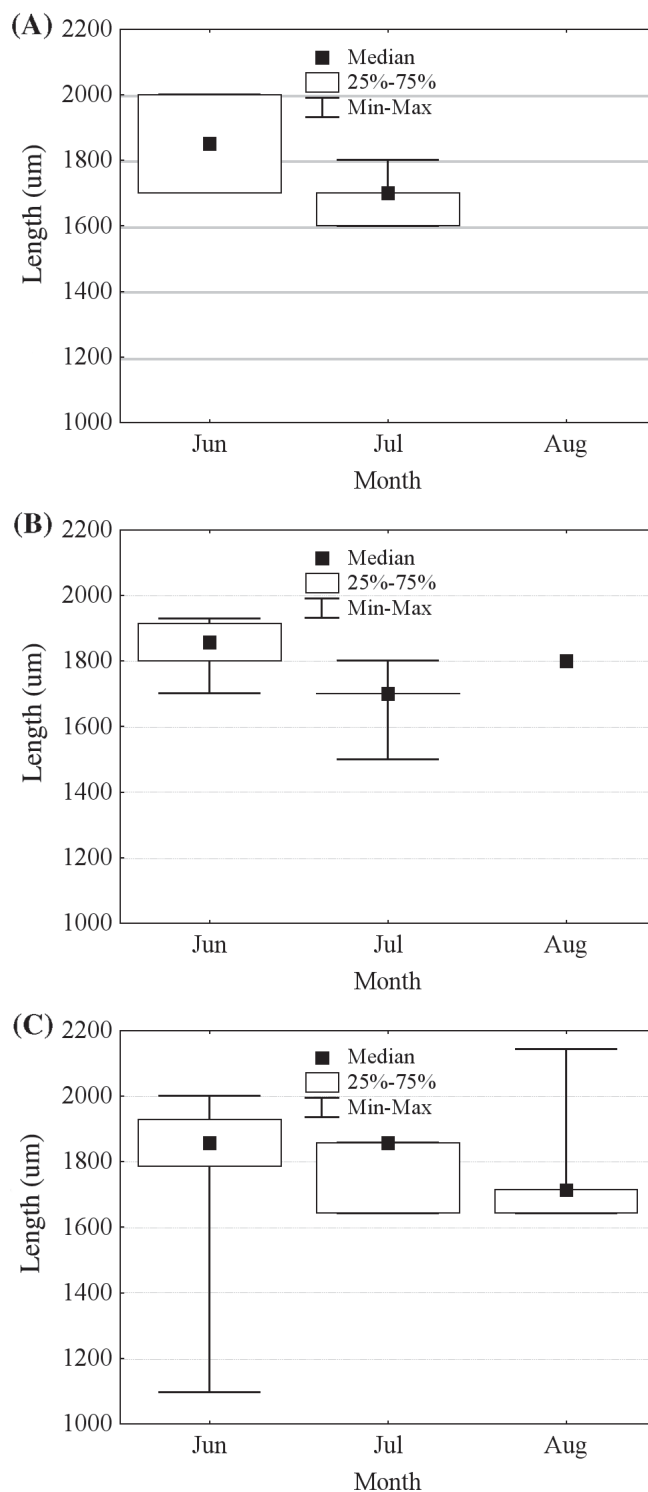 (A)
2200
Median
25%-75%
Min-Max
2000
1800
1600
1400
1200
1000
Length (um)
Jun Jul Aug
Month
(B)
2200
Median
25%-75%
Min-Max
2000
1800
1600
1400
1200
1000
Length (um)
Jun Jul Aug
Month
(C)
2200
Median
25%-75%
Min-Max
2000
1800
1600
1400
1200
1000
Length (um)
Jun Jul Aug
Month